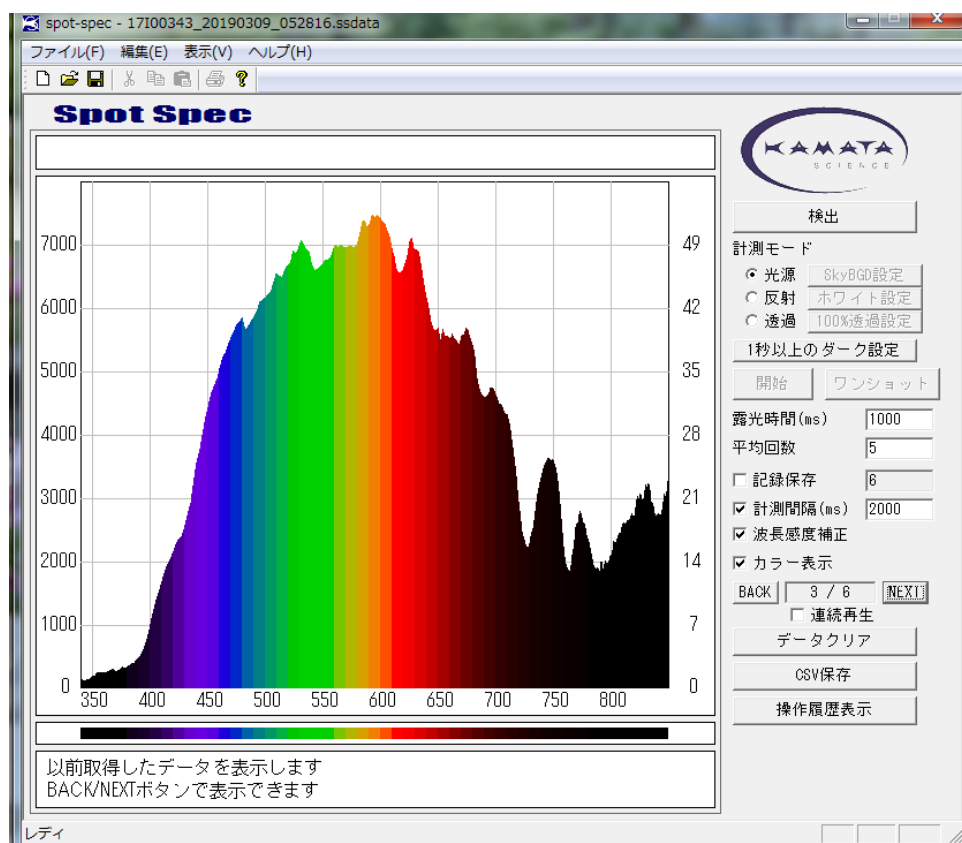 spot-spec - 17I00343_20190309_052816.ssdata
ファイル(F) 編集(E) 表示(V) ヘルプ(H)
Spot Spec
KAMATA
SCIENCE
検出
計測モード
光源 SkyBGD設定
反射 ホワイト設定
透過 100%透過設定
1秒以上のダーク設定
開始 ワンショット
露光時間(ms) 1000
平均回数 5
記録保存 6
計測間隔(ms) 2000
波長感度補正
カラー表示
BACK 3 / 6 NEXT
連続再生
データクリア
CSV保存
操作履歴表示
7000 49
6000 42
5000 35
4000 28
3000 21
2000 14
1000 7
0 0
350 400 450 500 550 600 650 700 750 800
以前取得したデータを表示します
BACK/NEXTボタンで表示できます
レディ